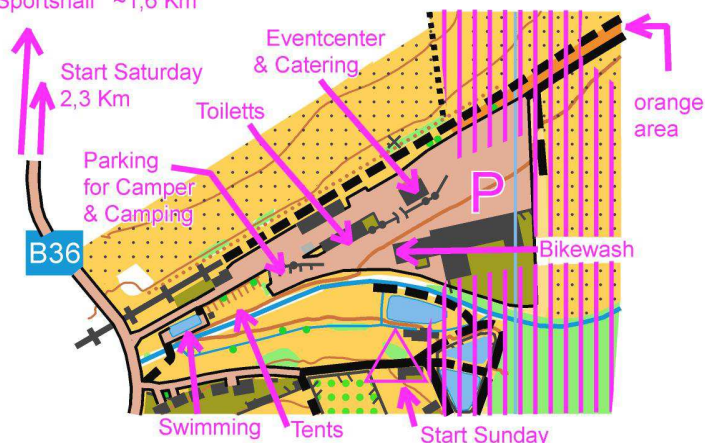 Sportshall ~1,6 Km
Start Saturday
2,3 Km
Eventcenter
& Catering
Toiletts
orange
area
Parking
for Camper
& Camping
P
B36
Bikewash
Swimming
Tents
Start Sunday